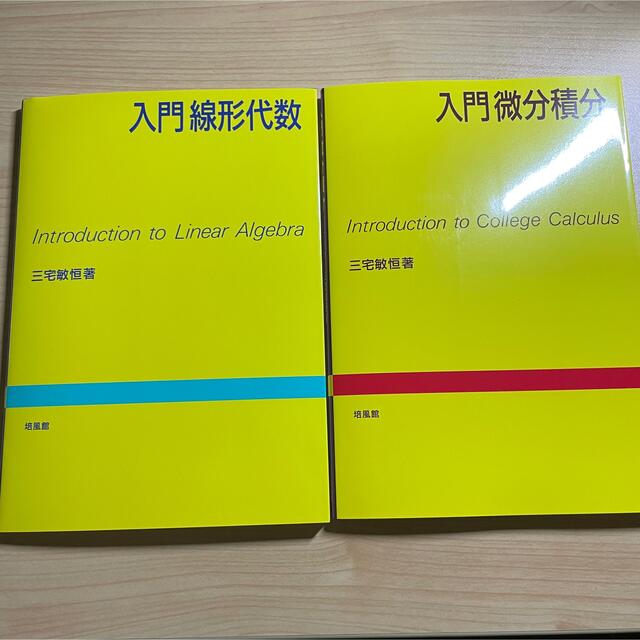 入門線形代数
Introduction to Linear Algebra
三宅敏恒著
培風館
入門微分積分
Introduction to College Calculus
三宅敏恒著
培風館